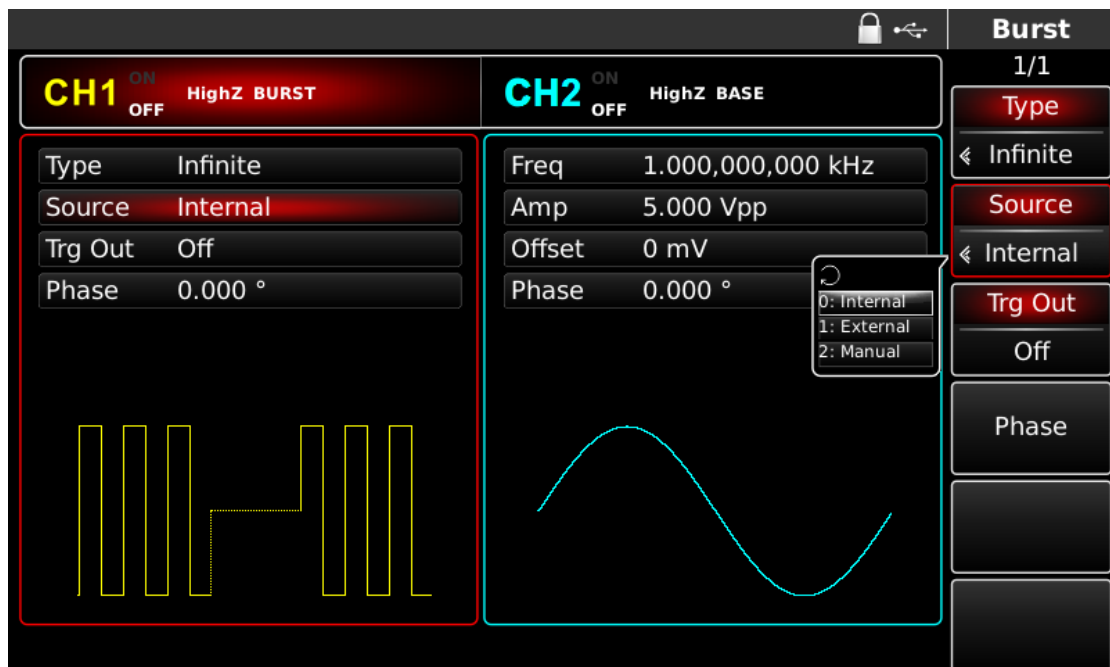 Burst
1/1
CH1 ON OFF HighZ BURST
CH2 ON OFF HighZ BASE
Type Infinite
Source Internal
Trg Out Off
Phase 0.000 °
Freq 1.000,000,000 kHz
Amp 5.000 Vpp
Offset 0 mV
Phase 0.000 °
0: Internal
1: External
2: Manual
Type
Infinite
Source
Internal
Trg Out
Off
Phase